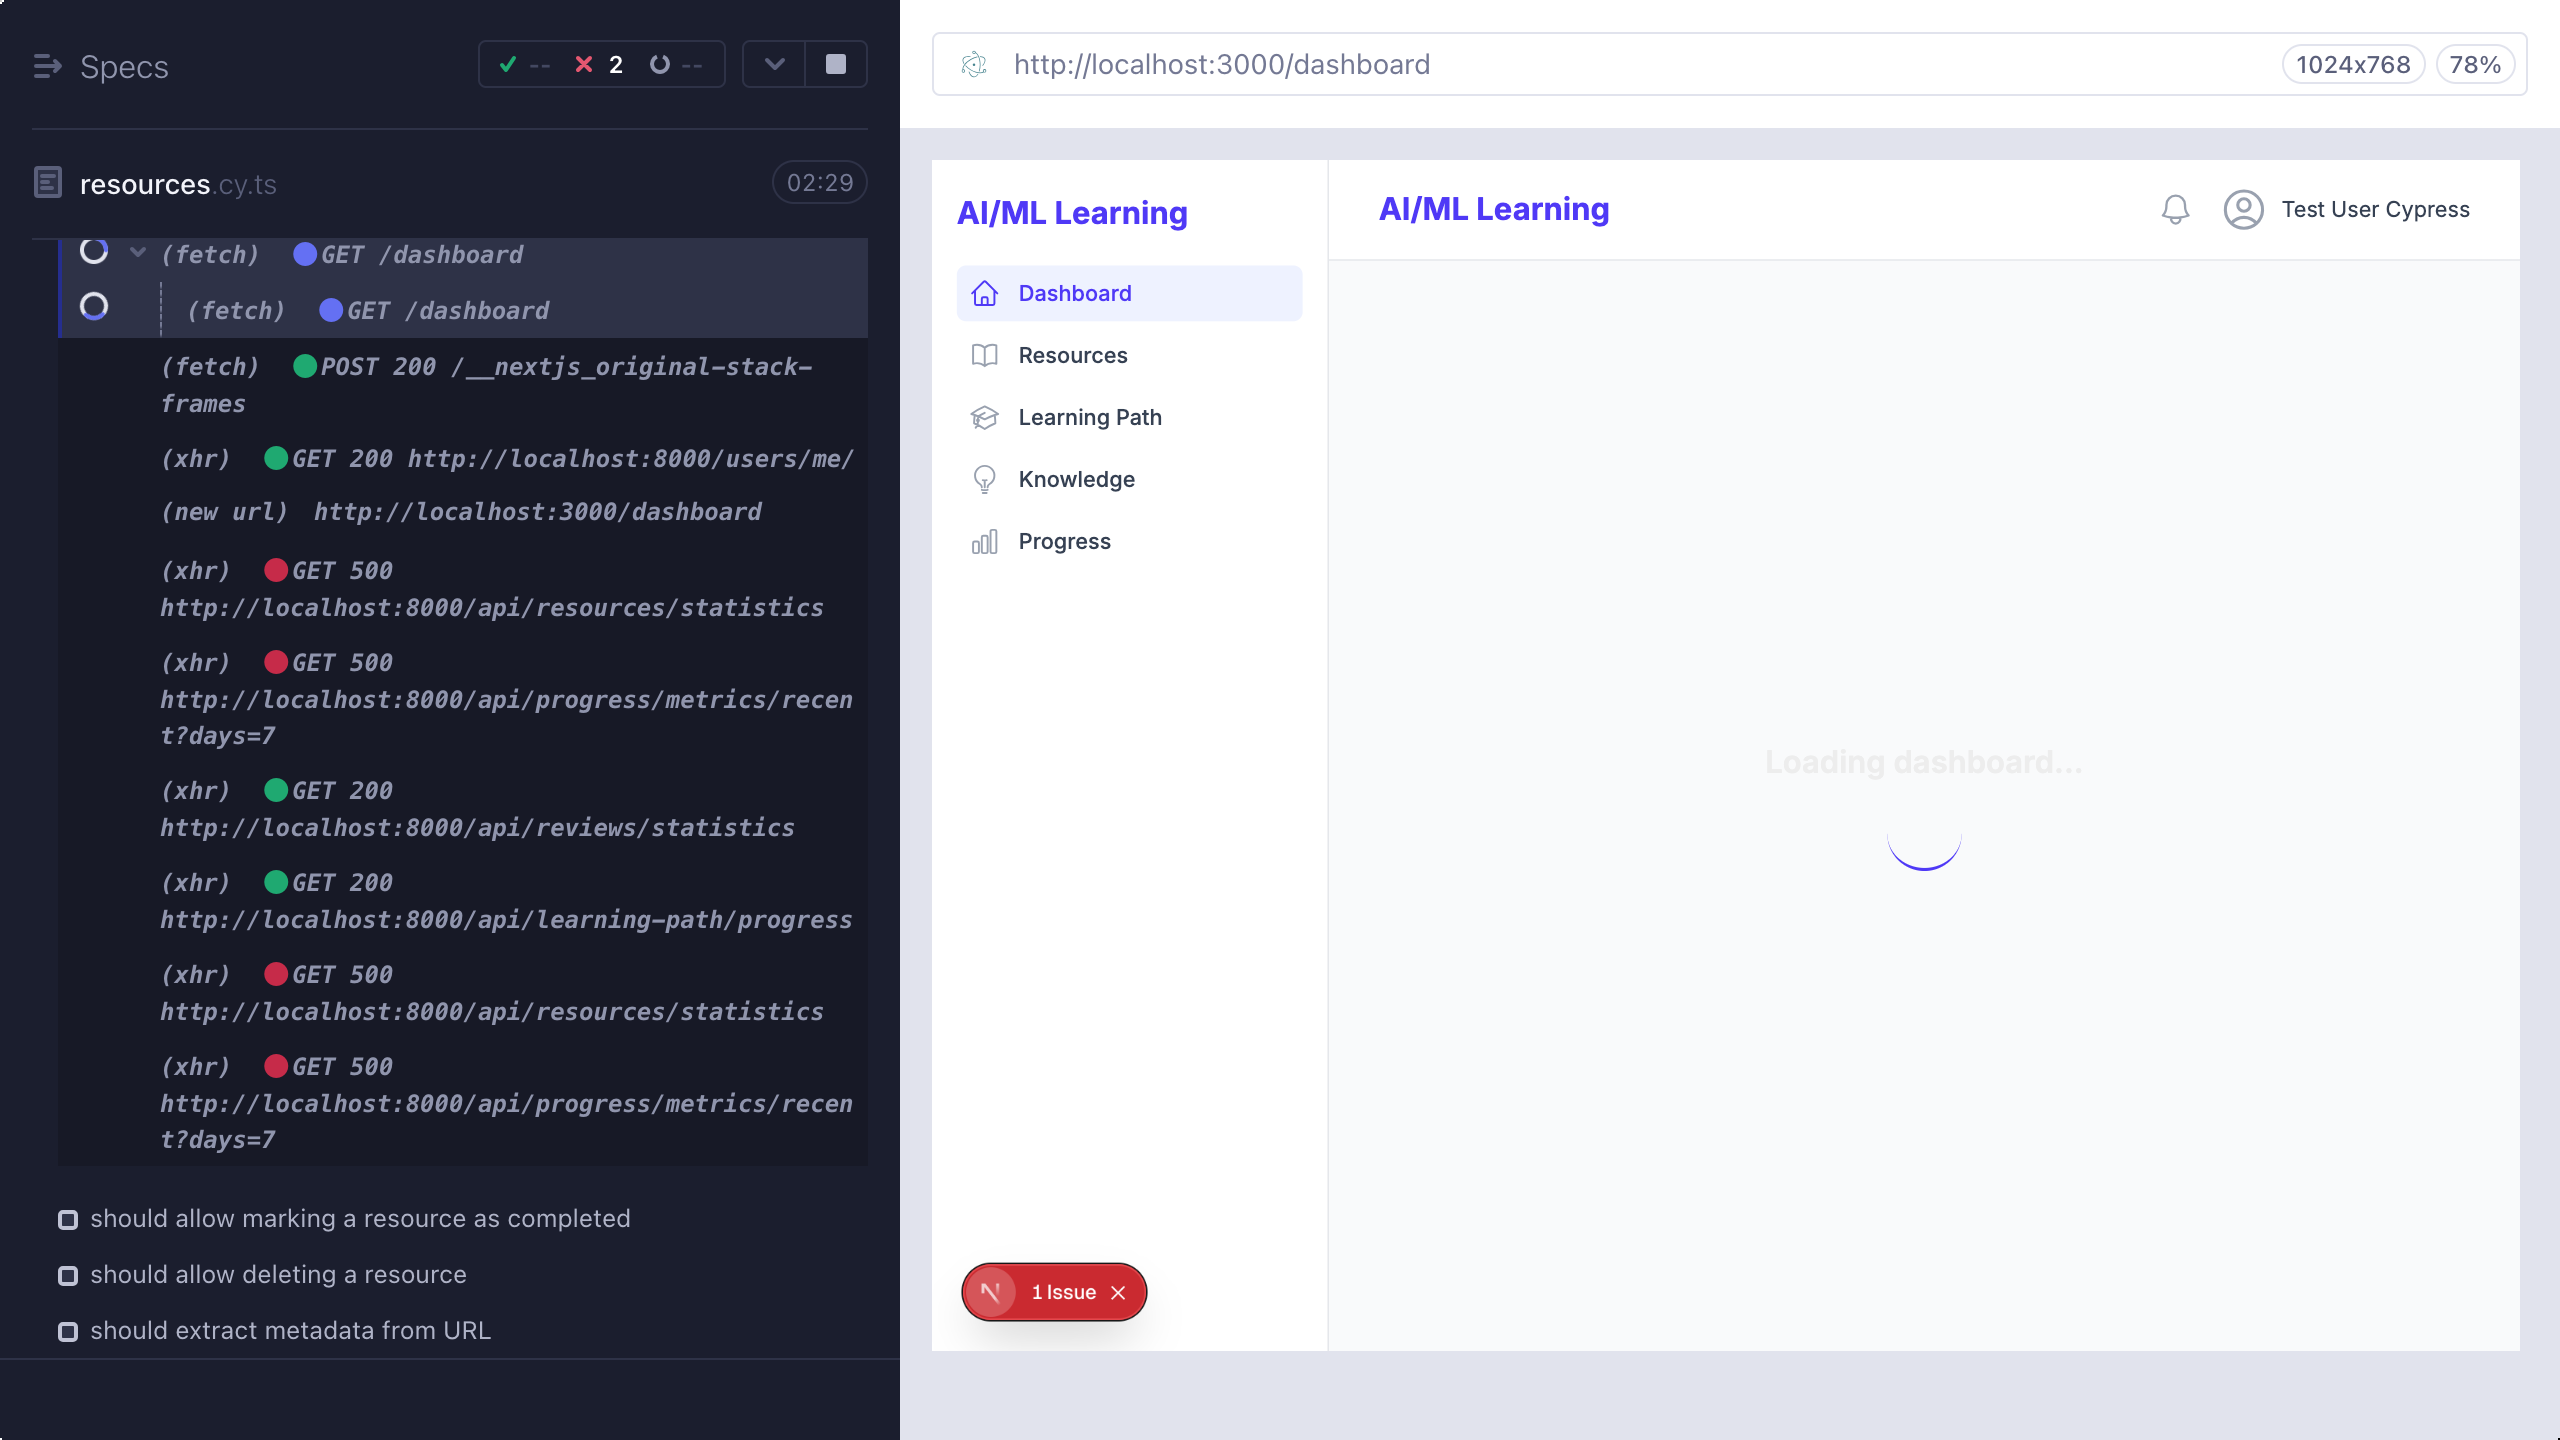 Specs
--
2
--
resources.cy.ts
02:29
(fetch) GET /dashboard
(fetch) GET /dashboard
(fetch) POST 200 /__nextjs_original-stack-
frames
(xhr) GET 200 http://localhost:8000/users/me/
(new url) http://localhost:3000/dashboard
(xhr) GET 500
http://localhost:8000/api/resources/statistics
(xhr) GET 500
http://localhost:8000/api/progress/metrics/recen
t?days=7
(xhr) GET 200
http://localhost:8000/api/reviews/statistics
(xhr) GET 200
http://localhost:8000/api/learning-path/progress
(xhr) GET 500
http://localhost:8000/api/resources/statistics
(xhr) GET 500
http://localhost:8000/api/progress/metrics/recen
t?days=7
should allow marking a resource as completed
should allow deleting a resource
should extract metadata from URL
http://localhost:3000/dashboard
1024x768
78%
AI/ML Learning
Dashboard
Resources
Learning Path
Knowledge
Progress
1 Issue
AI/ML Learning
Test User Cypress
Loading dashboard...